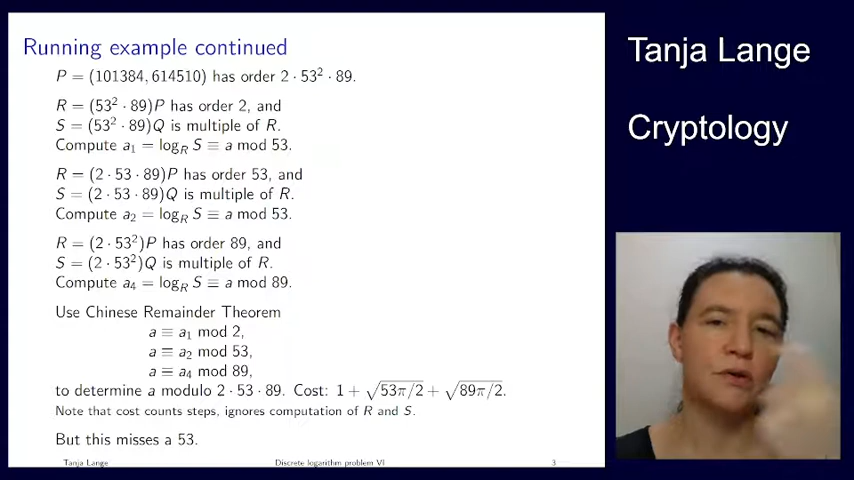 Running example continued
P = (101384, 614510) has order 2 · 53² · 89.
R = (53² · 89)P has order 2, and
S = (53² · 89)Q is multiple of R.
Compute a₁ = log_R S ≡ a mod 53.
R = (2 · 53 · 89)P has order 53, and
S = (2 · 53 · 89)Q is multiple of R.
Compute a₂ = log_R S ≡ a mod 53.
R = (2 · 53²)P has order 89, and
S = (2 · 53²)Q is multiple of R.
Compute a₄ = log_R S ≡ a mod 89.
Use Chinese Remainder Theorem
a ≡ a₁ mod 2,
a ≡ a₂ mod 53,
a ≡ a₄ mod 89,
to determine a modulo 2 · 53 · 89. Cost: 1 + √(53π/2) + √(89π/2).
Note that cost counts steps, ignores computation of R and S.
But this misses a 53.
Tanja Lange Discrete logarithm problem VI 3
Tanja Lange
Cryptology